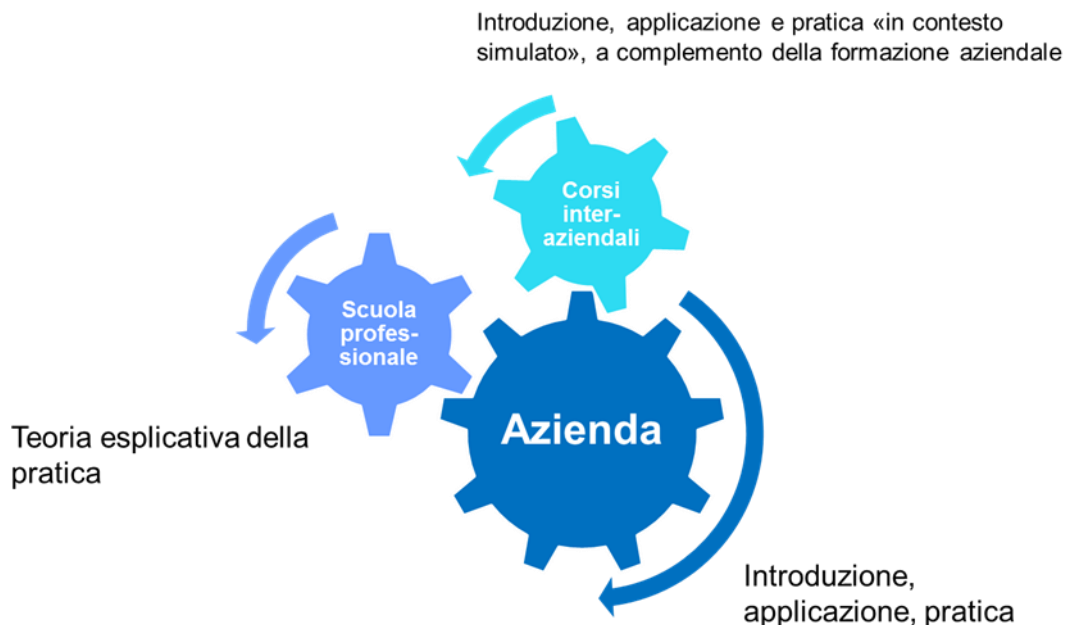 Introduzione, applicazione e pratica «in contesto
simulato», a complemento della formazione aziendale
Corsi
inter-
aziendali
Scuola
profes-
sionale
Azienda
Teoria esplicativa della
pratica
Introduzione,
applicazione, pratica